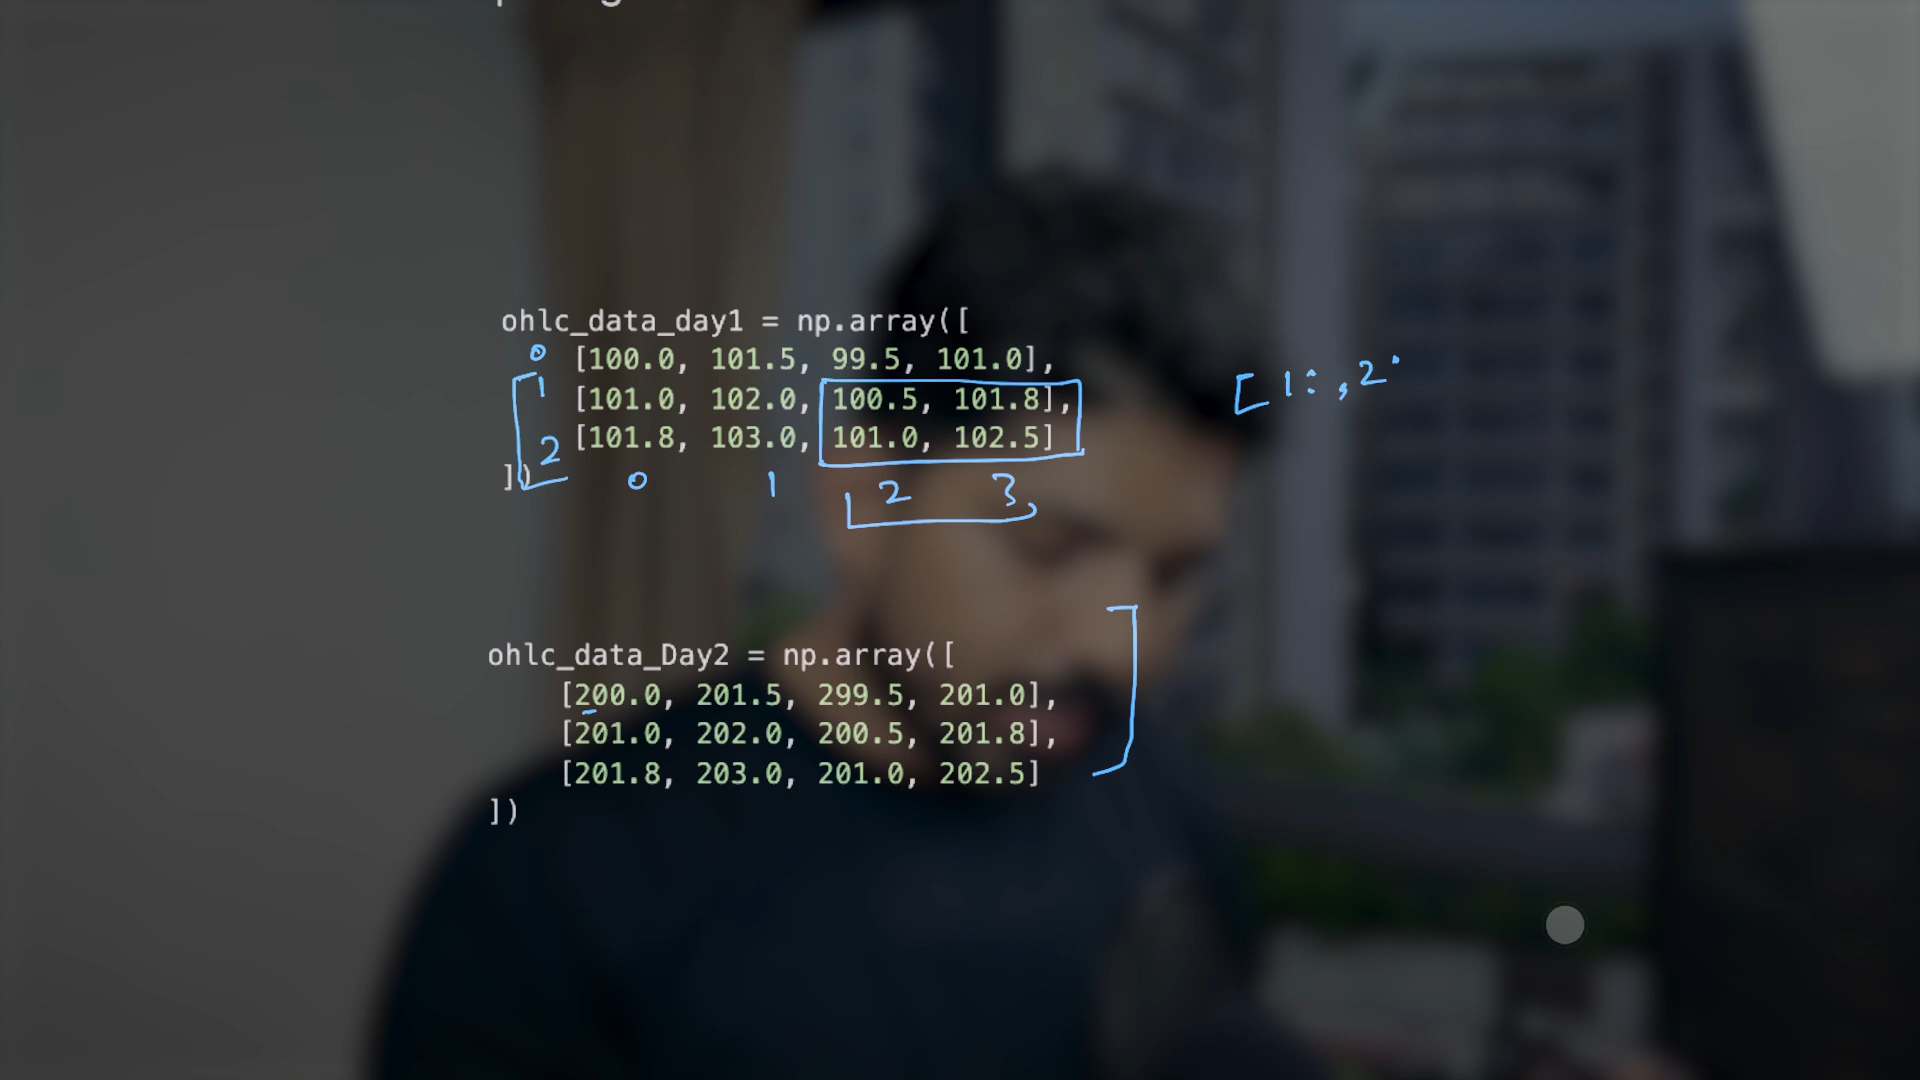 ohlc_data_day1 = np.array([
0 [100.0, 101.5, 99.5, 101.0],
1 [101.0, 102.0, 100.5, 101.8],
2 [101.8, 103.0, 101.0, 102.5]
])
0 1 2 3
[1:,2
ohlc_data_Day2 = np.array([
[200.0, 201.5, 299.5, 201.0],
[201.0, 202.0, 200.5, 201.8],
[201.8, 203.0, 201.0, 202.5]
])